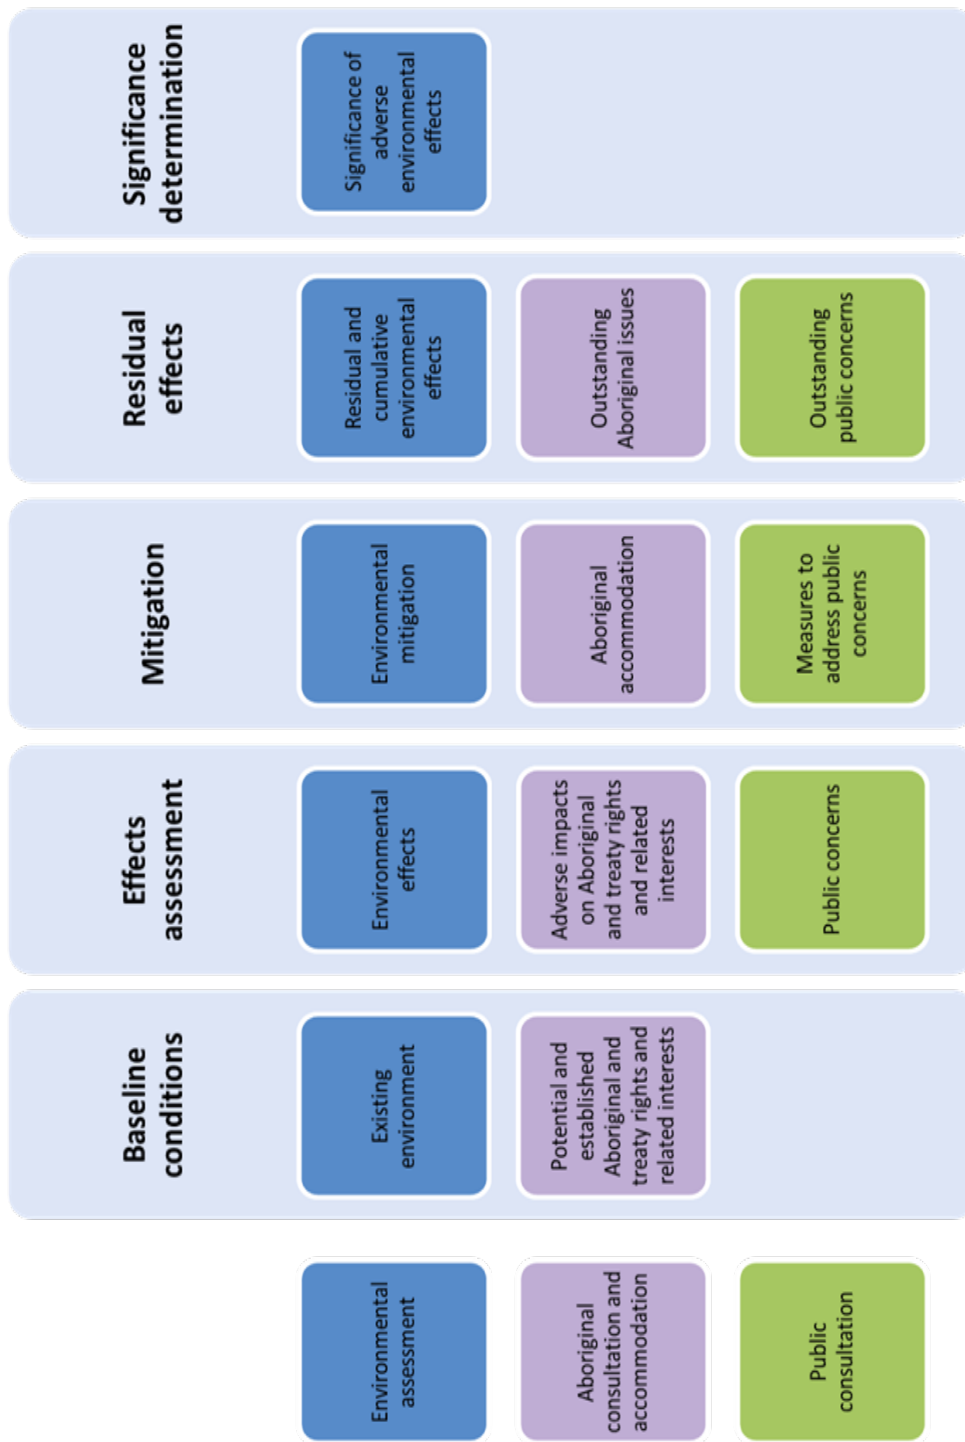 Baseline
conditions
Effects
assessment
Mitigation
Residual
effects
Significance
determination
Environmental
assessment
Existing
environment
Environmental
effects
Environmental
mitigation
Residual and
cumulative
environmental
effects
Significance of
adverse
environmental
effects
Aboriginal
consultation and
accommodation
Potential and
established
Aboriginal and
treaty rights and
related interests
Adverse impacts
on Aboriginal
and treaty rights
and related
interests
Aboriginal
accommodation
Outstanding
Aboriginal issues
Public
consultation
Public concerns
Measures to
address public
concerns
Outstanding
public concerns